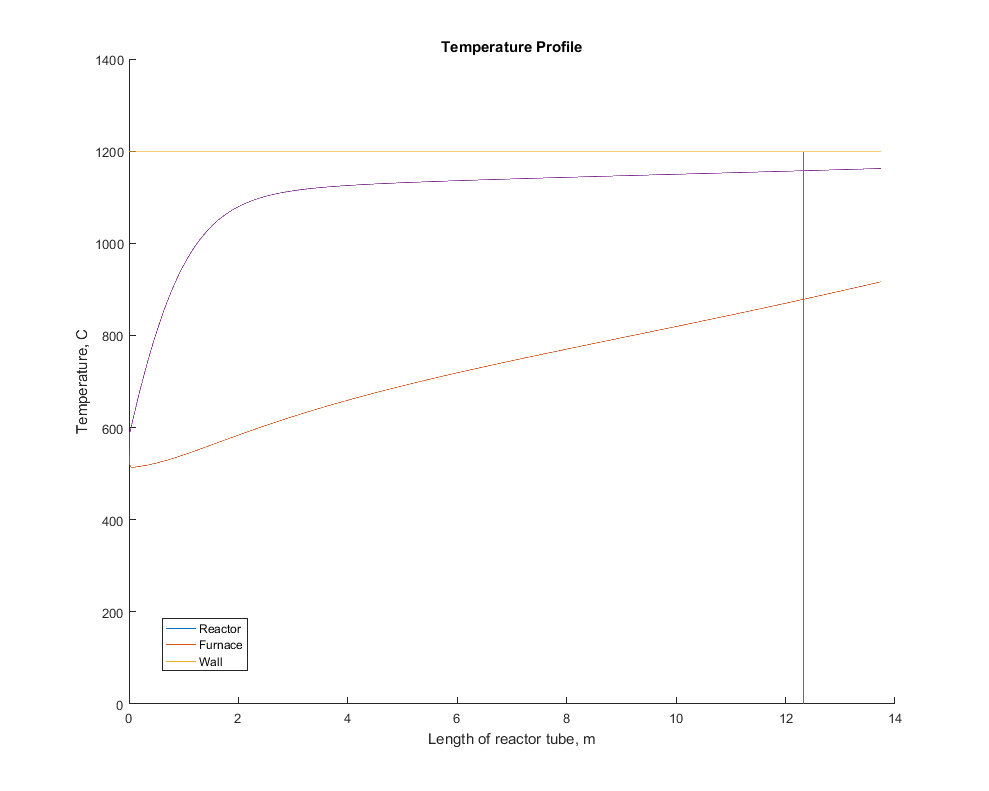 Temperature Profile
1400
1200
1000
800
600
400
200
0
Temperature, C
Reactor
Furnace
Wall
0 2 4 6 8 10 12 14
Length of reactor tube, m